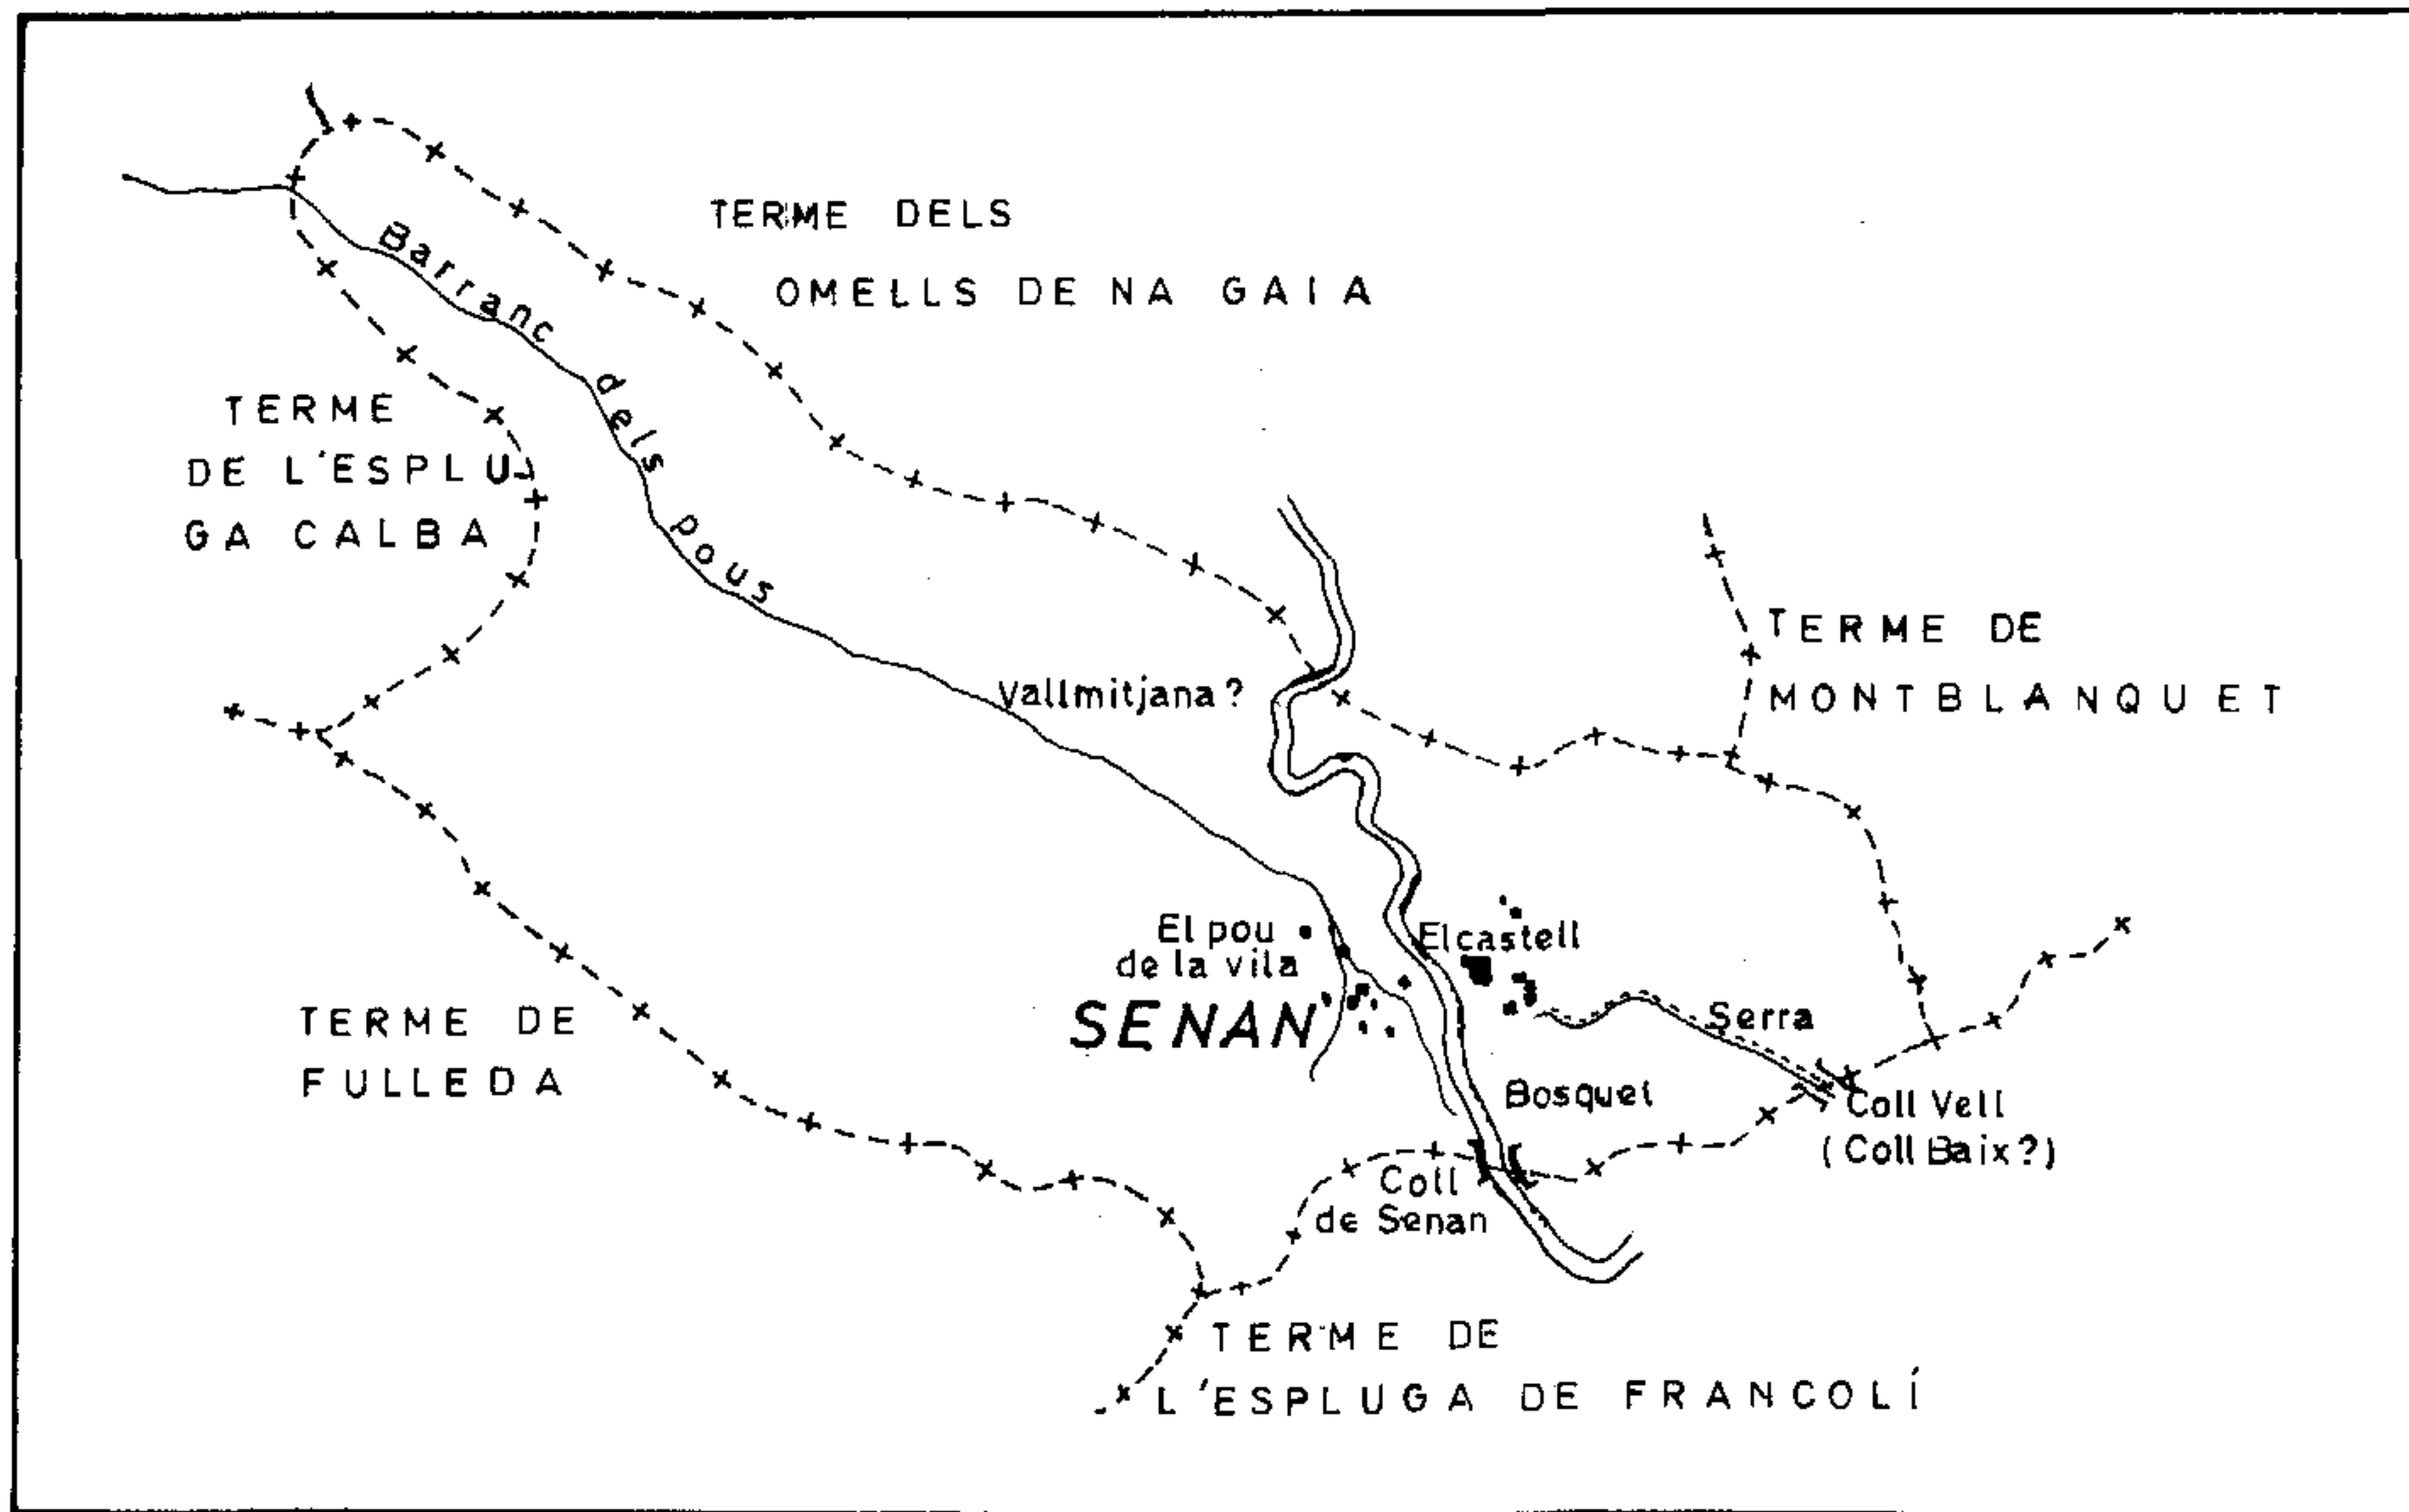 TERME DELS
OMELLS DE NA GAIA
Barranc dels pous
TERME
DE L'ESPLU-
GA CALBA
TERME DE
MONTBLANQUET
Vallmitjana?
El pou
de la vila
El castell
SENAN
Serra
TERME DE
FULLEDA
Bosquet
Coll Vell
(Coll Baix?)
Coll
de Senan
TERME DE
L'ESPLUGA DE FRANCOLÍ